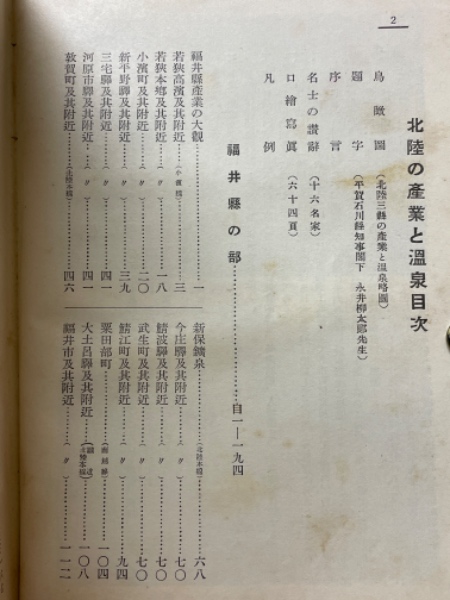 2
北陸の產業と溫泉目次
鳥瞰圖(北陸三縣の產業と溫泉略圖)
題字(平賀石川縣知事閣下 永井柳太郎先生)
序言
名士の讃辭(十六名家)
口繪寫眞(六十四頁)
凡例
福井縣の部……自一—一九四
福井縣產業の大觀……一
若狹高濱及其附近……三
若狹本鄕及其附近……(〃)……一八
小濱町及其附近……(〃)……二〇
新平野驛及其附近……(〃)……三九
三宅驛及其附近……(〃)……四一
河原市驛及其附近……(〃)……四一
敦賀町及其附近……(北陸本線)……四六
新保鑛泉……(北陸本線)……六八
今庄驛及其附近……(〃)……七〇
鯖波驛及其附近……(〃)……七〇
武生町及其附近……(〃)……七〇
鯖江町及其附近……(〃)……九四
粟田部町……一〇四
大土呂驛及其附近……一〇八
福井市及其附近……(〃)……一一二